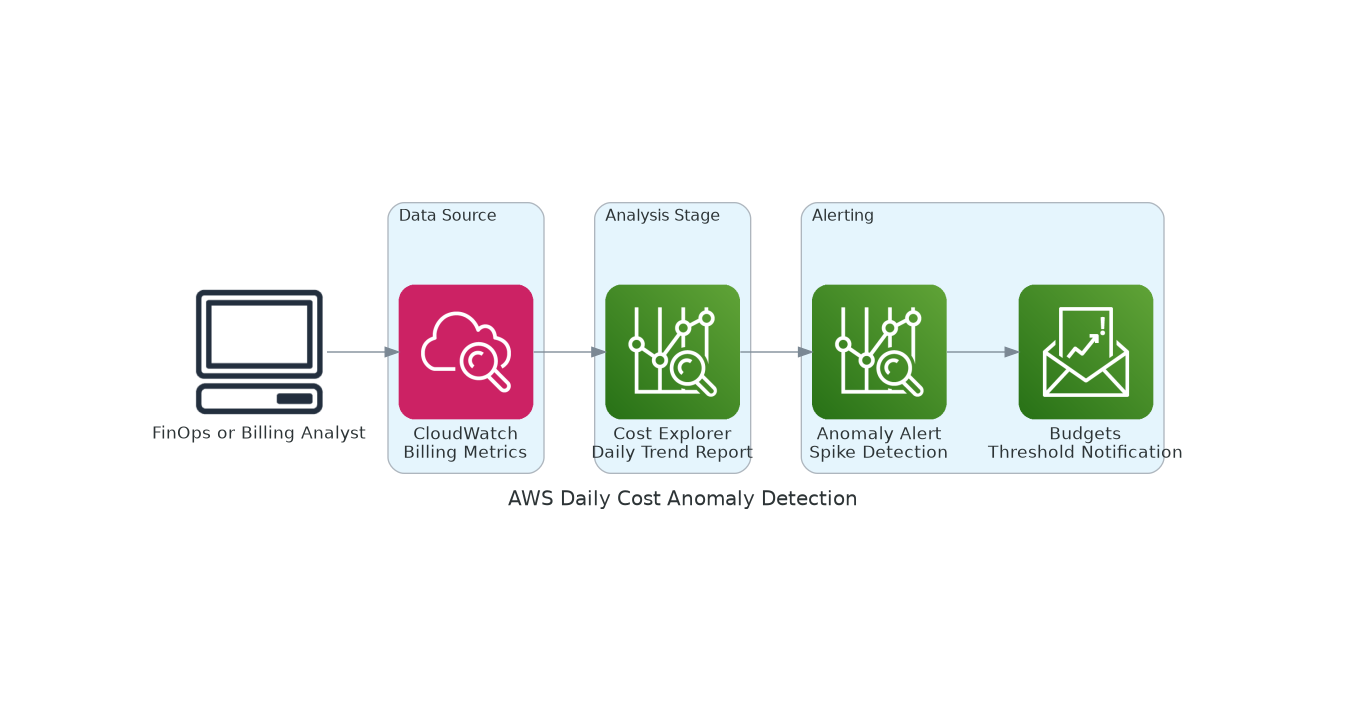 Data Source
Analysis Stage
Alerting
FinOps or Billing Analyst
CloudWatch
Billing Metrics
Cost Explorer
Daily Trend Report
Anomaly Alert
Spike Detection
Budgets
Threshold Notification
AWS Daily Cost Anomaly Detection